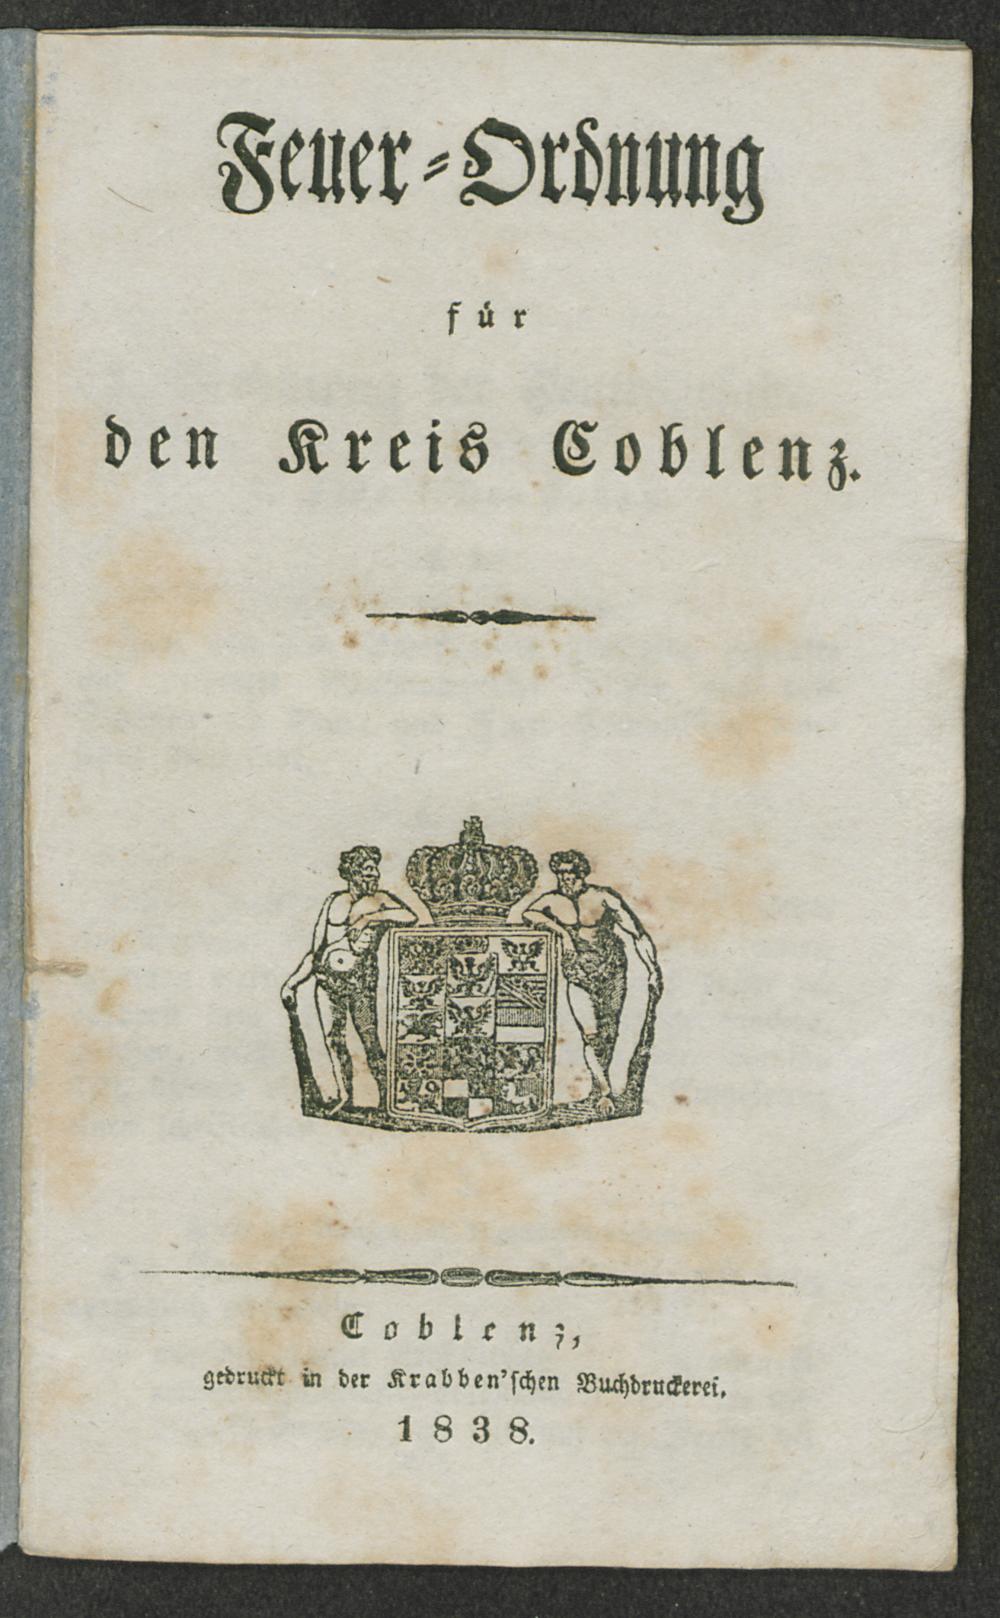 Feuer-Ordnung
für
den Kreis Coblenz.
Coblenz,
gedruckt in der Krabben'schen Buchdruckerei.
1838.